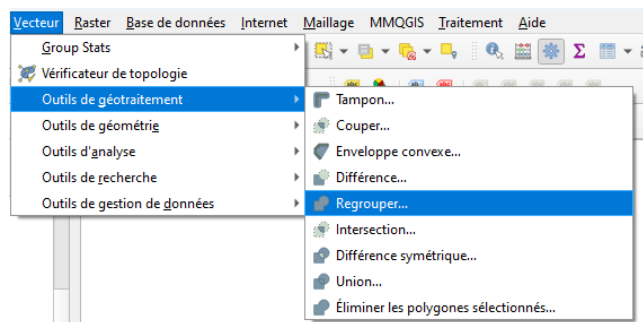 Vecteur Raster Base de données Internet Maillage MMQGIS Traitement Aide
Group Stats
Vérificateur de topologie
Outils de géotraitement
Outils de géométrie
Outils d'analyse
Outils de recherche
Outils de gestion de données
Tampon...
Couper...
Enveloppe convexe...
Différence...
Regrouper...
Intersection...
Différence symétrique...
Union...
Éliminer les polygones sélectionnés...